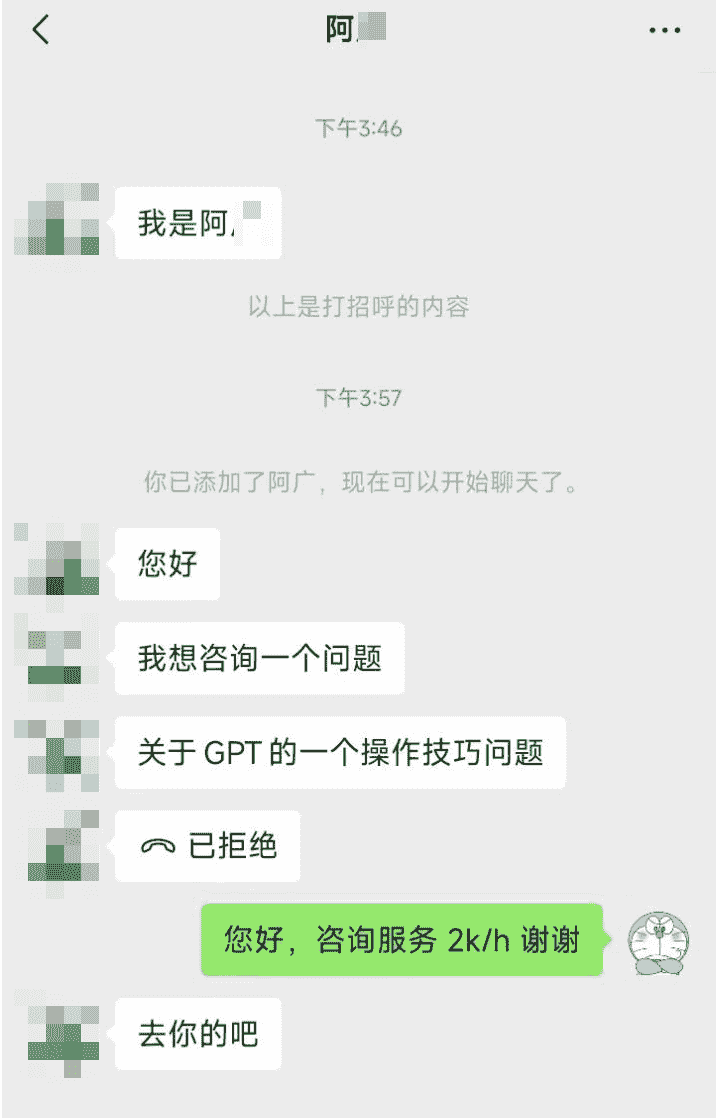 阿
下午3:46
我是阿
以上是打招呼的内容
下午3:57
你已添加了阿广，现在可以开始聊天了。
您好
我想咨询一个问题
关于 GPT 的一个操作技巧问题
已拒绝
您好，咨询服务 2k/h 谢谢
去你的吧